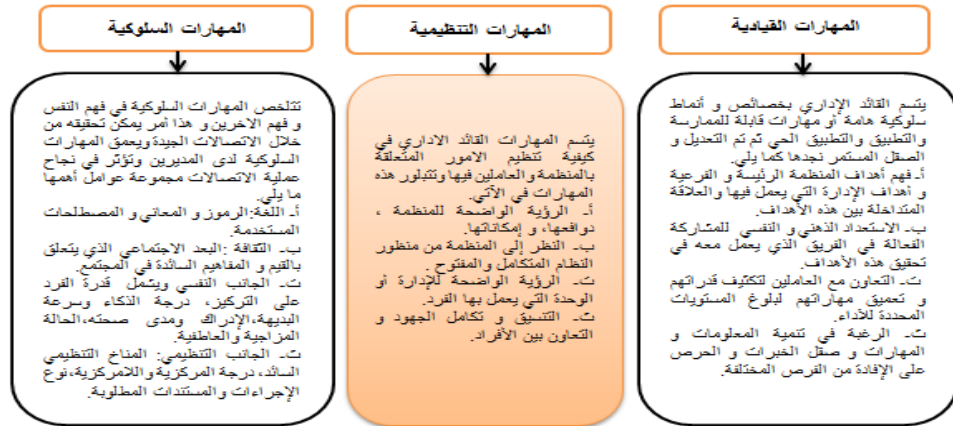 المهارات القيادية
يتسم القائد الإداري بخصائص و أنماط
سلوكية هامة أو مهارات قابلة للممارسة
والتطبيق والتطبيق الحي ثم تم التعديل و
الصقل المستمر نجدها كما يلي.
أـ فهم أهداف المنظمة الرئيسة و الفرعية
و أهداف الإدارة التي يعمل فيها والعلاقة
المتداخلة بين هذه الأهداف.
ب- الاستعداد الذهني و النفسي للمشاركة
الفعالة في الفريق الذي يعمل معه في
تحقيق هذه الأهداف.
ت- التعاون مع العاملين لتكثيف قدراتهم
و تعميق مهاراتهم لبلوغ المستويات
المحددة للأداء.
ث- الرغبة في تنمية المعلومات و
المهارات و صقل الخبرات و الحرص
على الإفادة من الفرص المختلفة.
المهارات التنظيمية
يتسم المهارات القائد الاداري في
كيفية تنظيم الامور المتعلقة
بالمنظمة و العاملين فيها وتتبلور هذه
المهارات في الآتي.
أـ الرؤية الواضحة للمنظمة ،
دوافعها، و إمكاناتها.
ب- النظر إلى المنظمة من منظور
النظام المتكامل والمفتوح .
ت- الرؤية الواضحة للإدارة أو
الوحدة التي يعمل بها الفرد.
ث- التنسيق و تكامل الجهود و
التعاون بين الأفراد.
المهارات السلوكية
تتلخص المهارات السلوكية في فهم النفس
و فهم الاخرين و هذا أمر يمكن تحقيقه من
خلال الاتصالات الجيدة ويعمق المهارات
السلوكية لدى المديرين وتؤثر في نجاح
عملية الاتصالات مجموعة عوامل أهمها
ما يلي.
أـ اللغة:الرموز و المعاني و المصطلحات
المستخدمة.
ب- الثقافة :البعد الاجتماعي الذي يتعلق
بالقيم و المفاهيم السائدة في المجتمع.
ت- الجانب النفسي ويشمل قدرة الفرد
على التركيز، درجة الذكاء وسرعة
البديهة،الإدراك ومدى صحته،الحالة
المزاجية و العاطفية.
ث- الجانب التنظيمي: المناخ التنظيمي
السائد، درجة المركزية و اللامركزية،نوع
الإجراءات و المستندات المطلوبة.